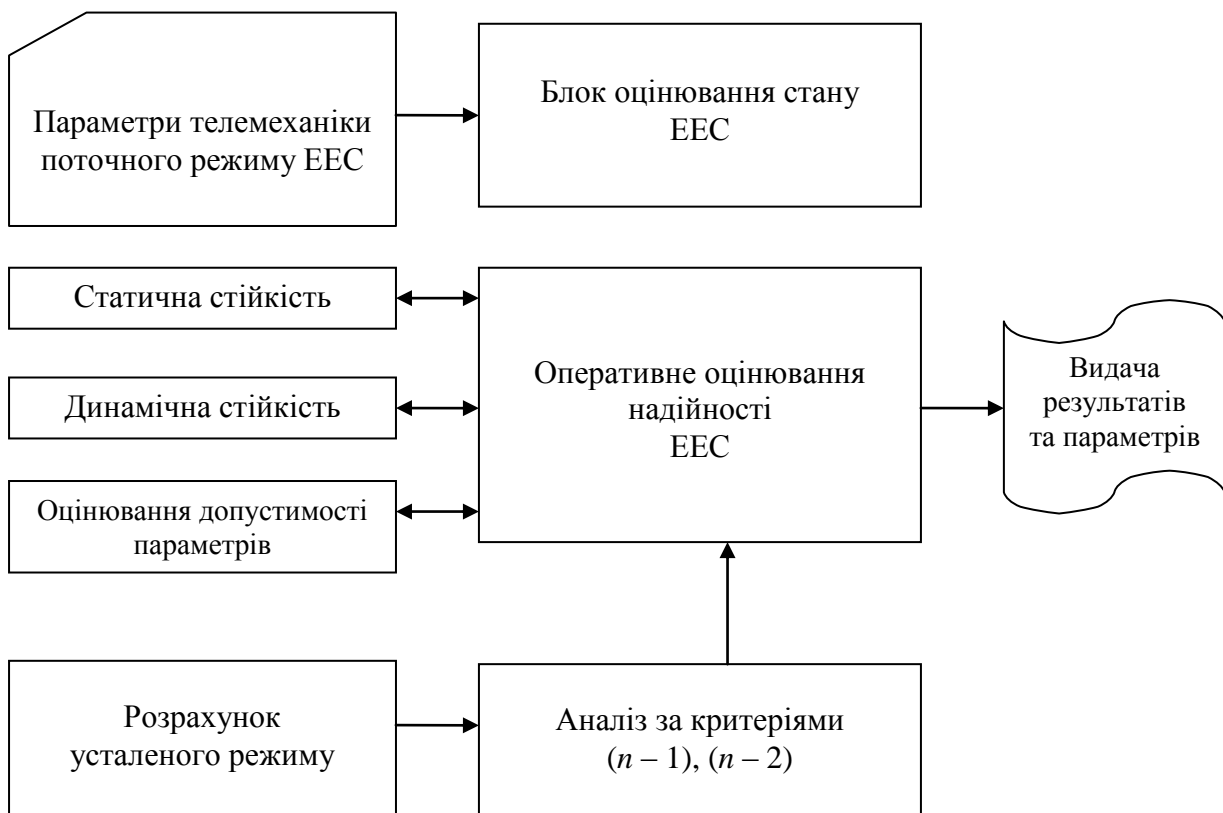 Параметри телемеханіки
поточного режиму ЕЕС
Блок оцінювання стану
ЕЕС
Статична стійкість
Динамічна стійкість
Оцінювання допустимості
параметрів
Оперативне оцінювання
надійності
ЕЕС
Видача
результатів
та параметрів
Розрахунок
усталеного режиму
Аналіз за критеріями
(n – 1), (n – 2)